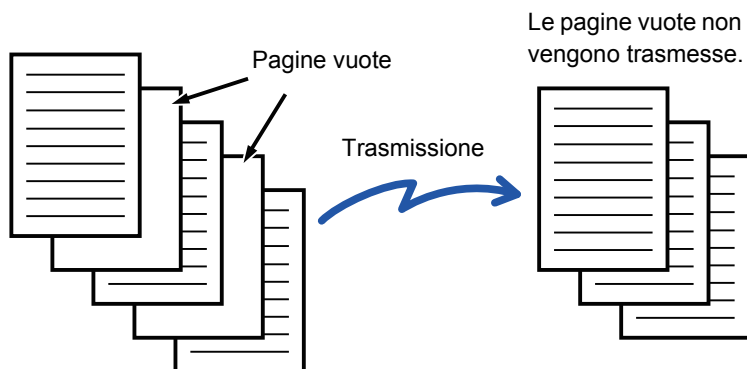 Le pagine vuote non
vengono trasmesse.
Pagine vuote
Trasmissione